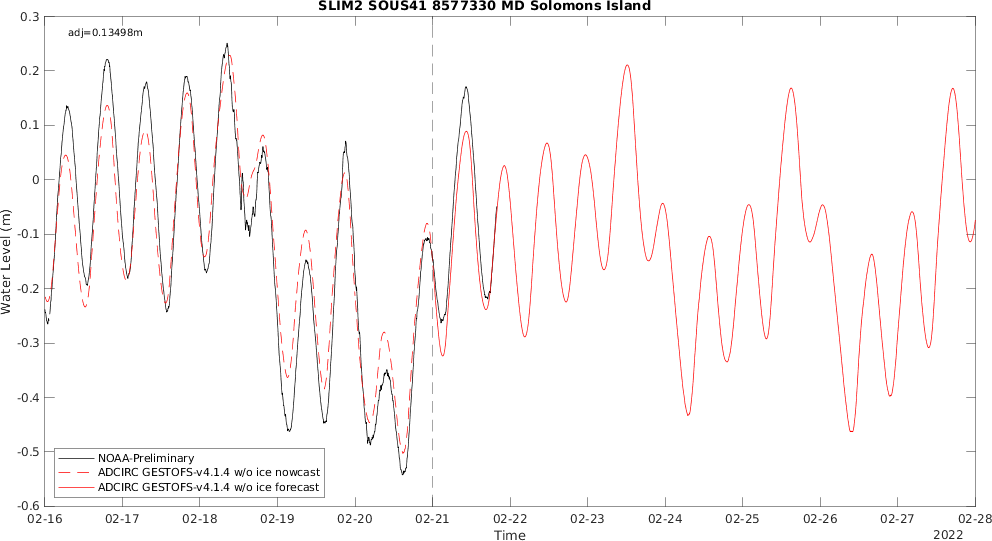 SLIM2 SOUS41 8577330 MD Solomons Island
adj=0.13498m
0.3
0.2
0.1
0
-0.1
-0.2
-0.3
-0.4
-0.5
-0.6
Water Level (m)
NOAA-Preliminary
ADCIRC GESTOFS-v4.1.4 w/o ice nowcast
ADCIRC GESTOFS-v4.1.4 w/o ice forecast
02-16 02-17 02-18 02-19 02-20 02-21 02-22 02-23 02-24 02-25 02-26 02-27 02-28
Time
2022